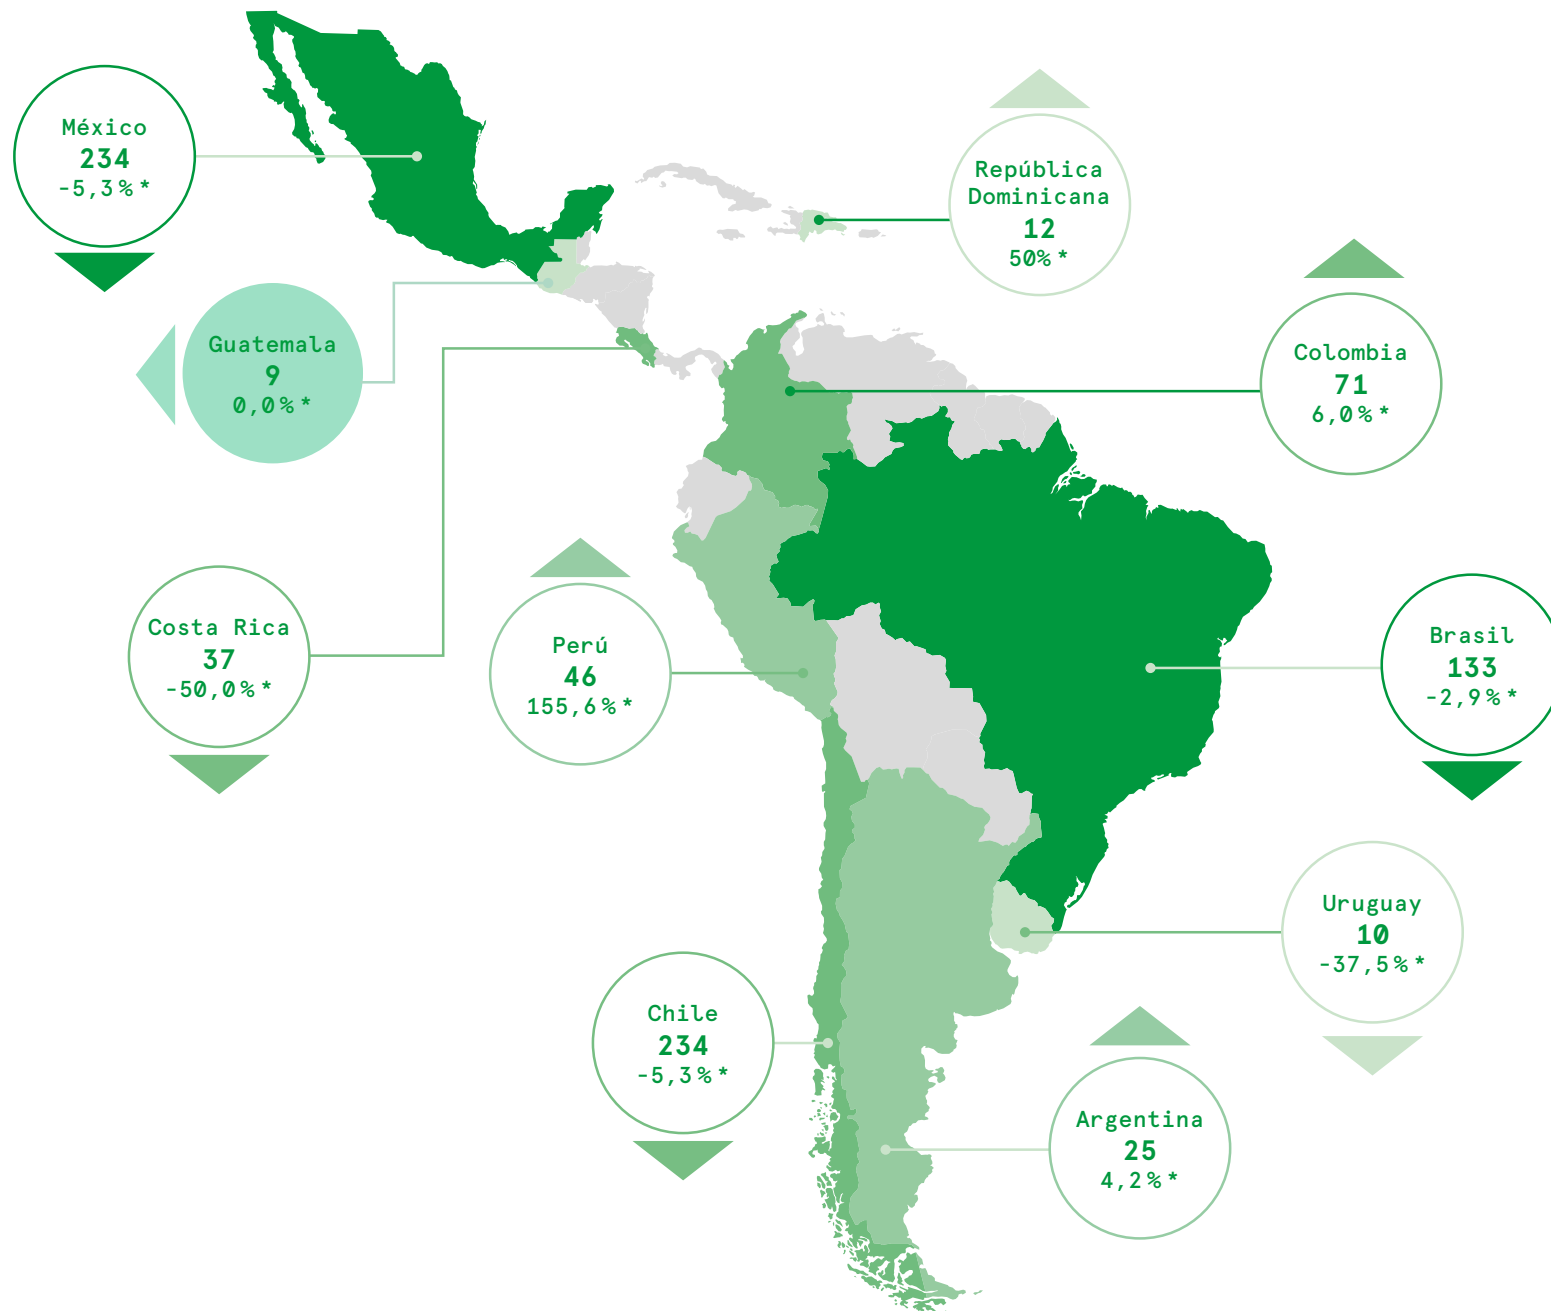 México
234
-5,3% *
República
Dominicana
12
50% *
Guatemala
9
0,0% *
Colombia
71
6,0% *
Costa Rica
37
-50,0% *
Perú
46
155,6% *
Brasil
133
-2,9% *
Uruguay
10
-37,5% *
Chile
234
-5,3% *
Argentina
25
4,2% *